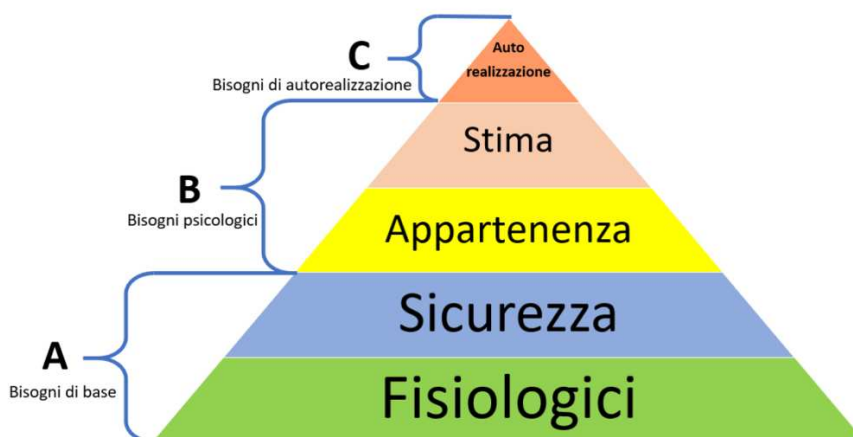 C
Bisogni di autorealizzazione
Auto
realizzazione
B
Bisogni psicologici
Stima
Appartenenza
A
Bisogni di base
Sicurezza
Fisiologici